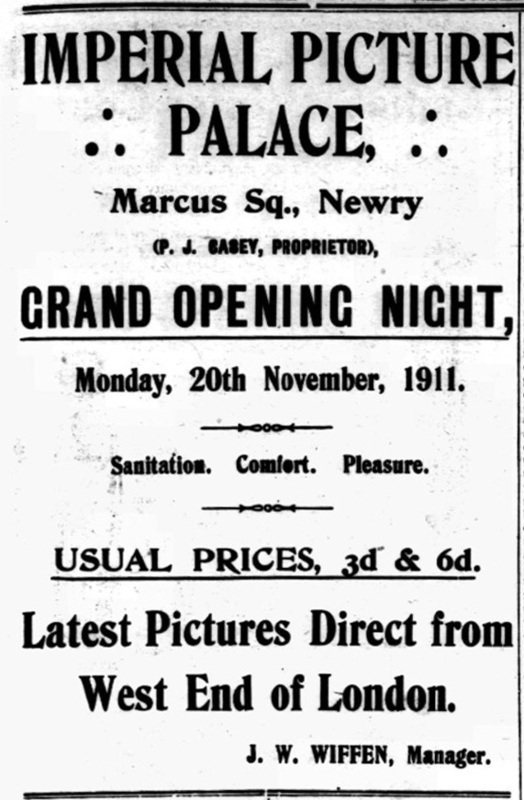 IMPERIAL PICTURE
PALACE,
Marcus Sq., Newry
(P. J. CASEY, PROPRIETOR),
GRAND OPENING NIGHT,
Monday, 20th November, 1911.
Sanitation. Comfort. Pleasure.
USUAL PRICES, 3d & 6d.
Latest Pictures Direct from
West End of London.
J. W. WIFFEN, Manager.